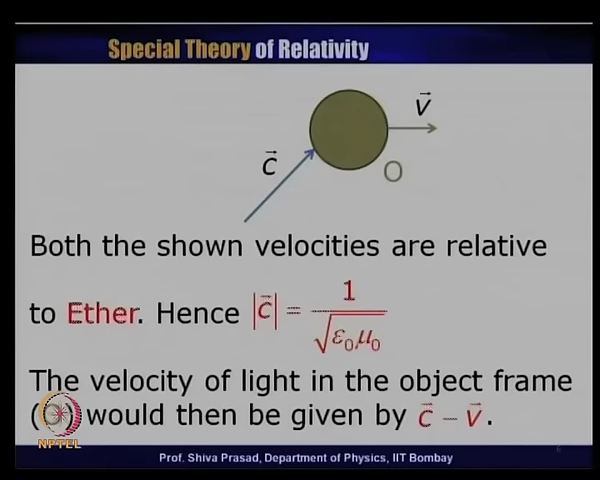 Special Theory of Relativity
v⃗
c⃗
O
Both the shown velocities are relative
to Ether. Hence |c⃗| = 1/√(ε₀μ₀)
The velocity of light in the object frame
(O) would then be given by c⃗ – v⃗.
NPTEL
Prof. Shiva Prasad, Department of Physics, IIT Bombay